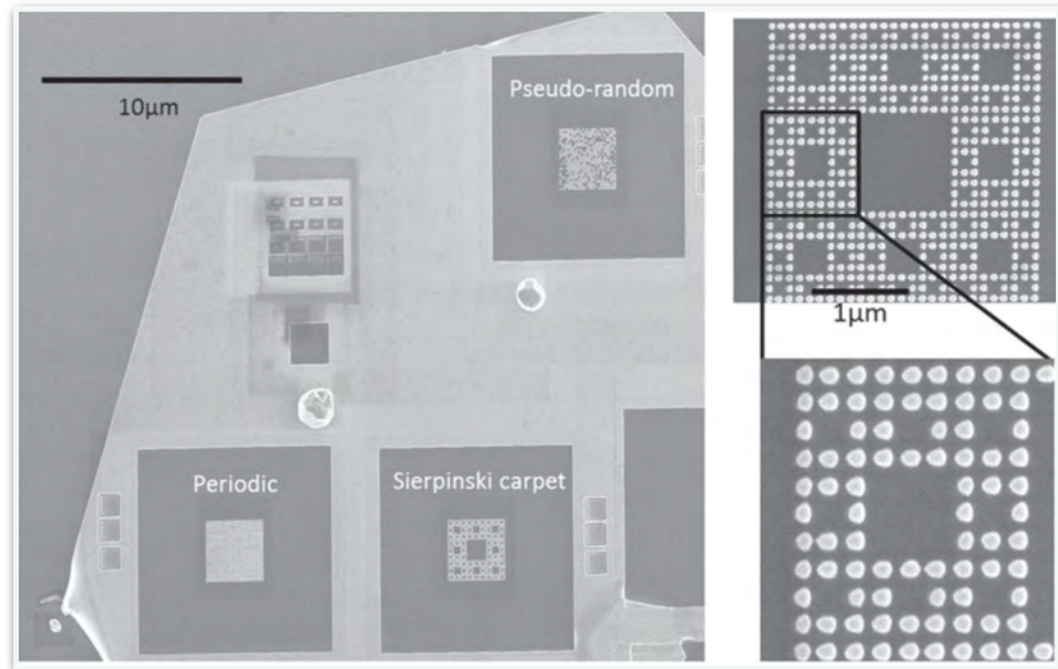 Pseudo-random
10μm
1μm
Periodic
Sierpinski carpet